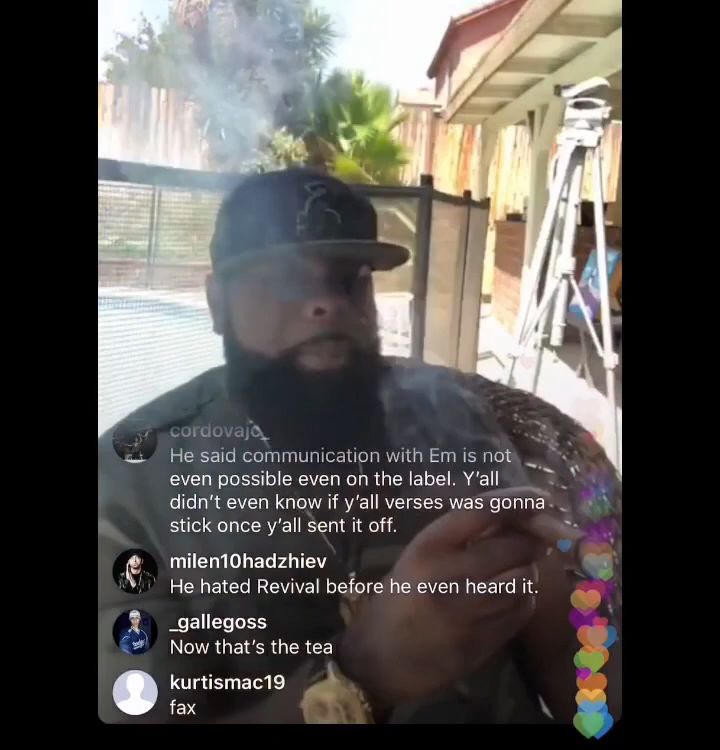 cordovajc_
He said communication with Em is not
even possible even on the label. Y'all
didn't even know if y'all verses was gonna
stick once y'all sent it off.
milen10hadzhiev
He hated Revival before he even heard it.
_gallegoss
Now that's the tea
kurtismac19
fax